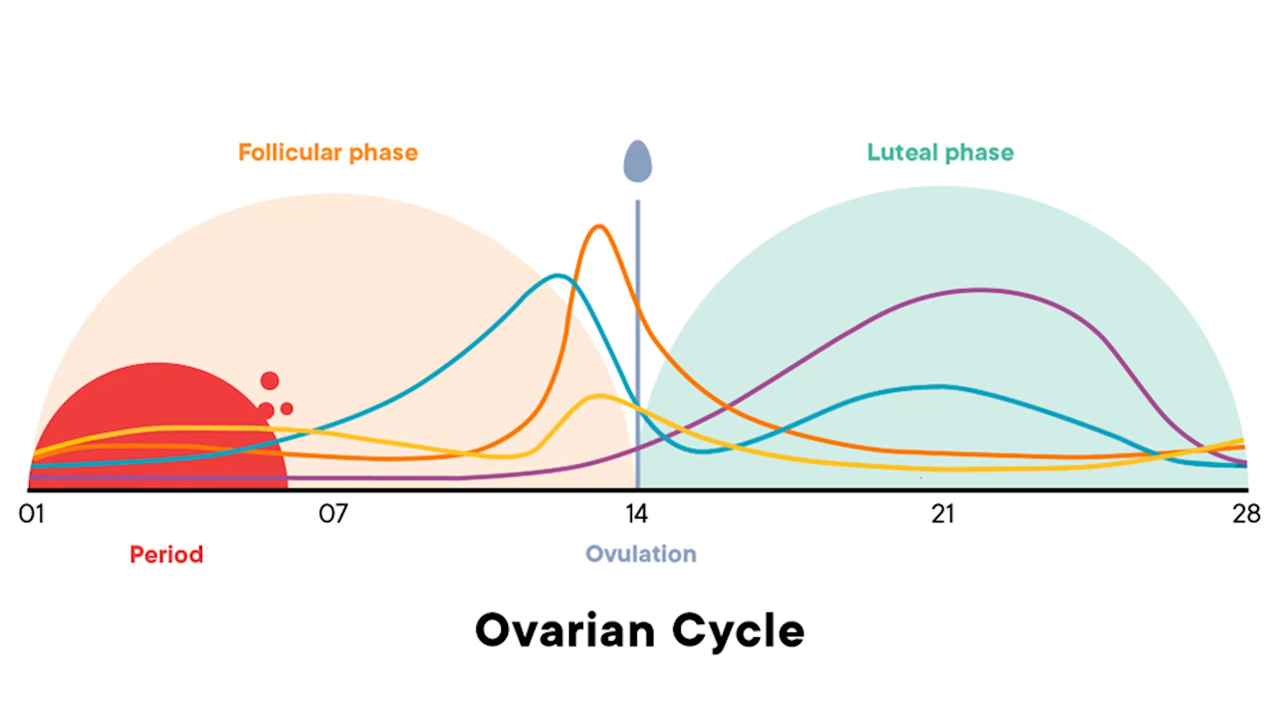 Follicular phase
Luteal phase
01 07 14 21 28
Period
Ovulation
Ovarian Cycle